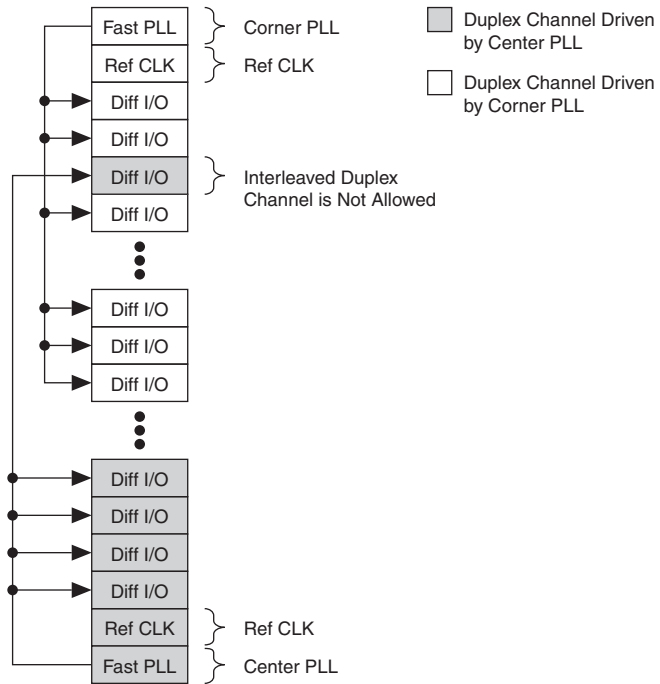 Fast PLL
Corner PLL
Duplex Channel Driven
by Center PLL
Ref CLK
Ref CLK
Duplex Channel Driven
by Corner PLL
Diff I/O
Diff I/O
Diff I/O
Interleaved Duplex
Channel is Not Allowed
Diff I/O
Diff I/O
Diff I/O
Diff I/O
Diff I/O
Diff I/O
Diff I/O
Diff I/O
Ref CLK
Ref CLK
Fast PLL
Center PLL